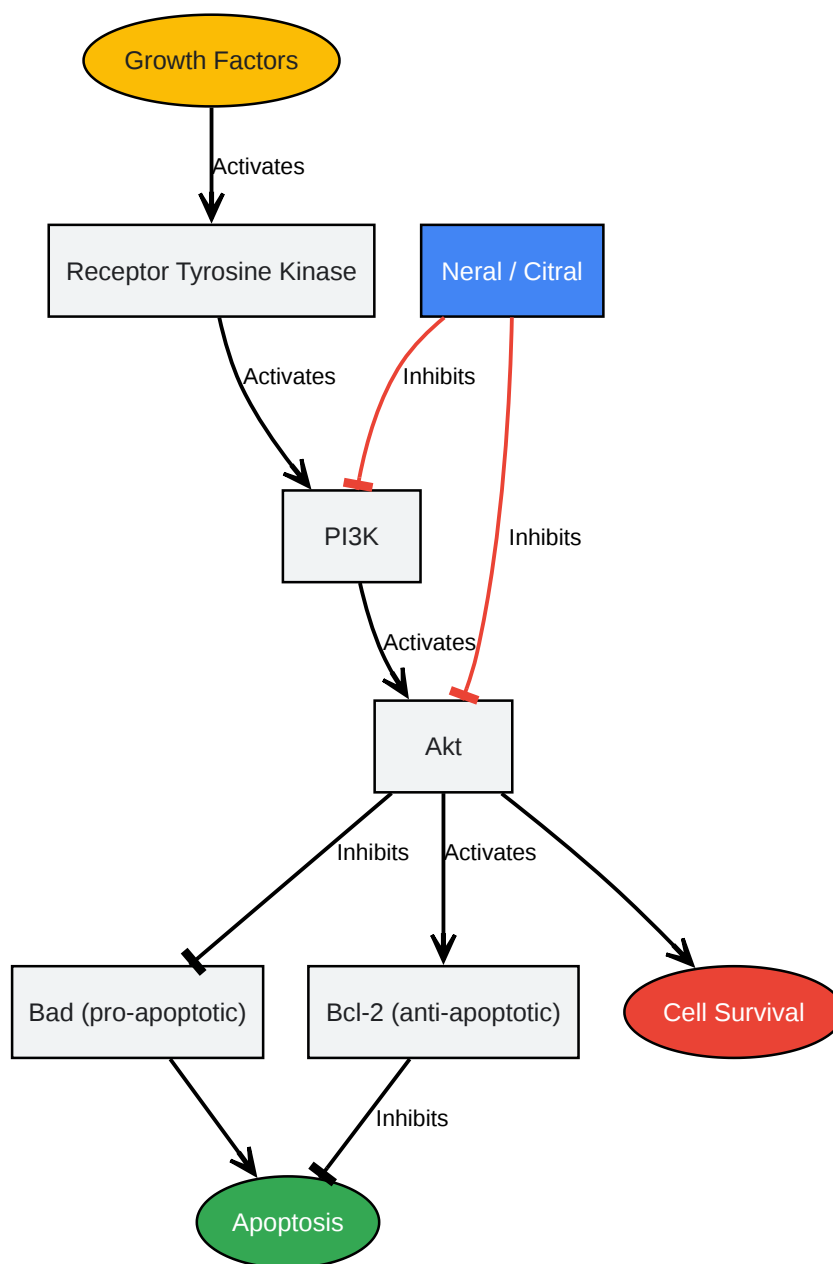 Growth Factors
Activates
Receptor Tyrosine Kinase
Neral / Citral
Activates
Inhibits
PI3K
Inhibits
Activates
Akt
Inhibits
Activates
Bad (pro-apoptotic)
Bcl-2 (anti-apoptotic)
Cell Survival
Inhibits
Apoptosis